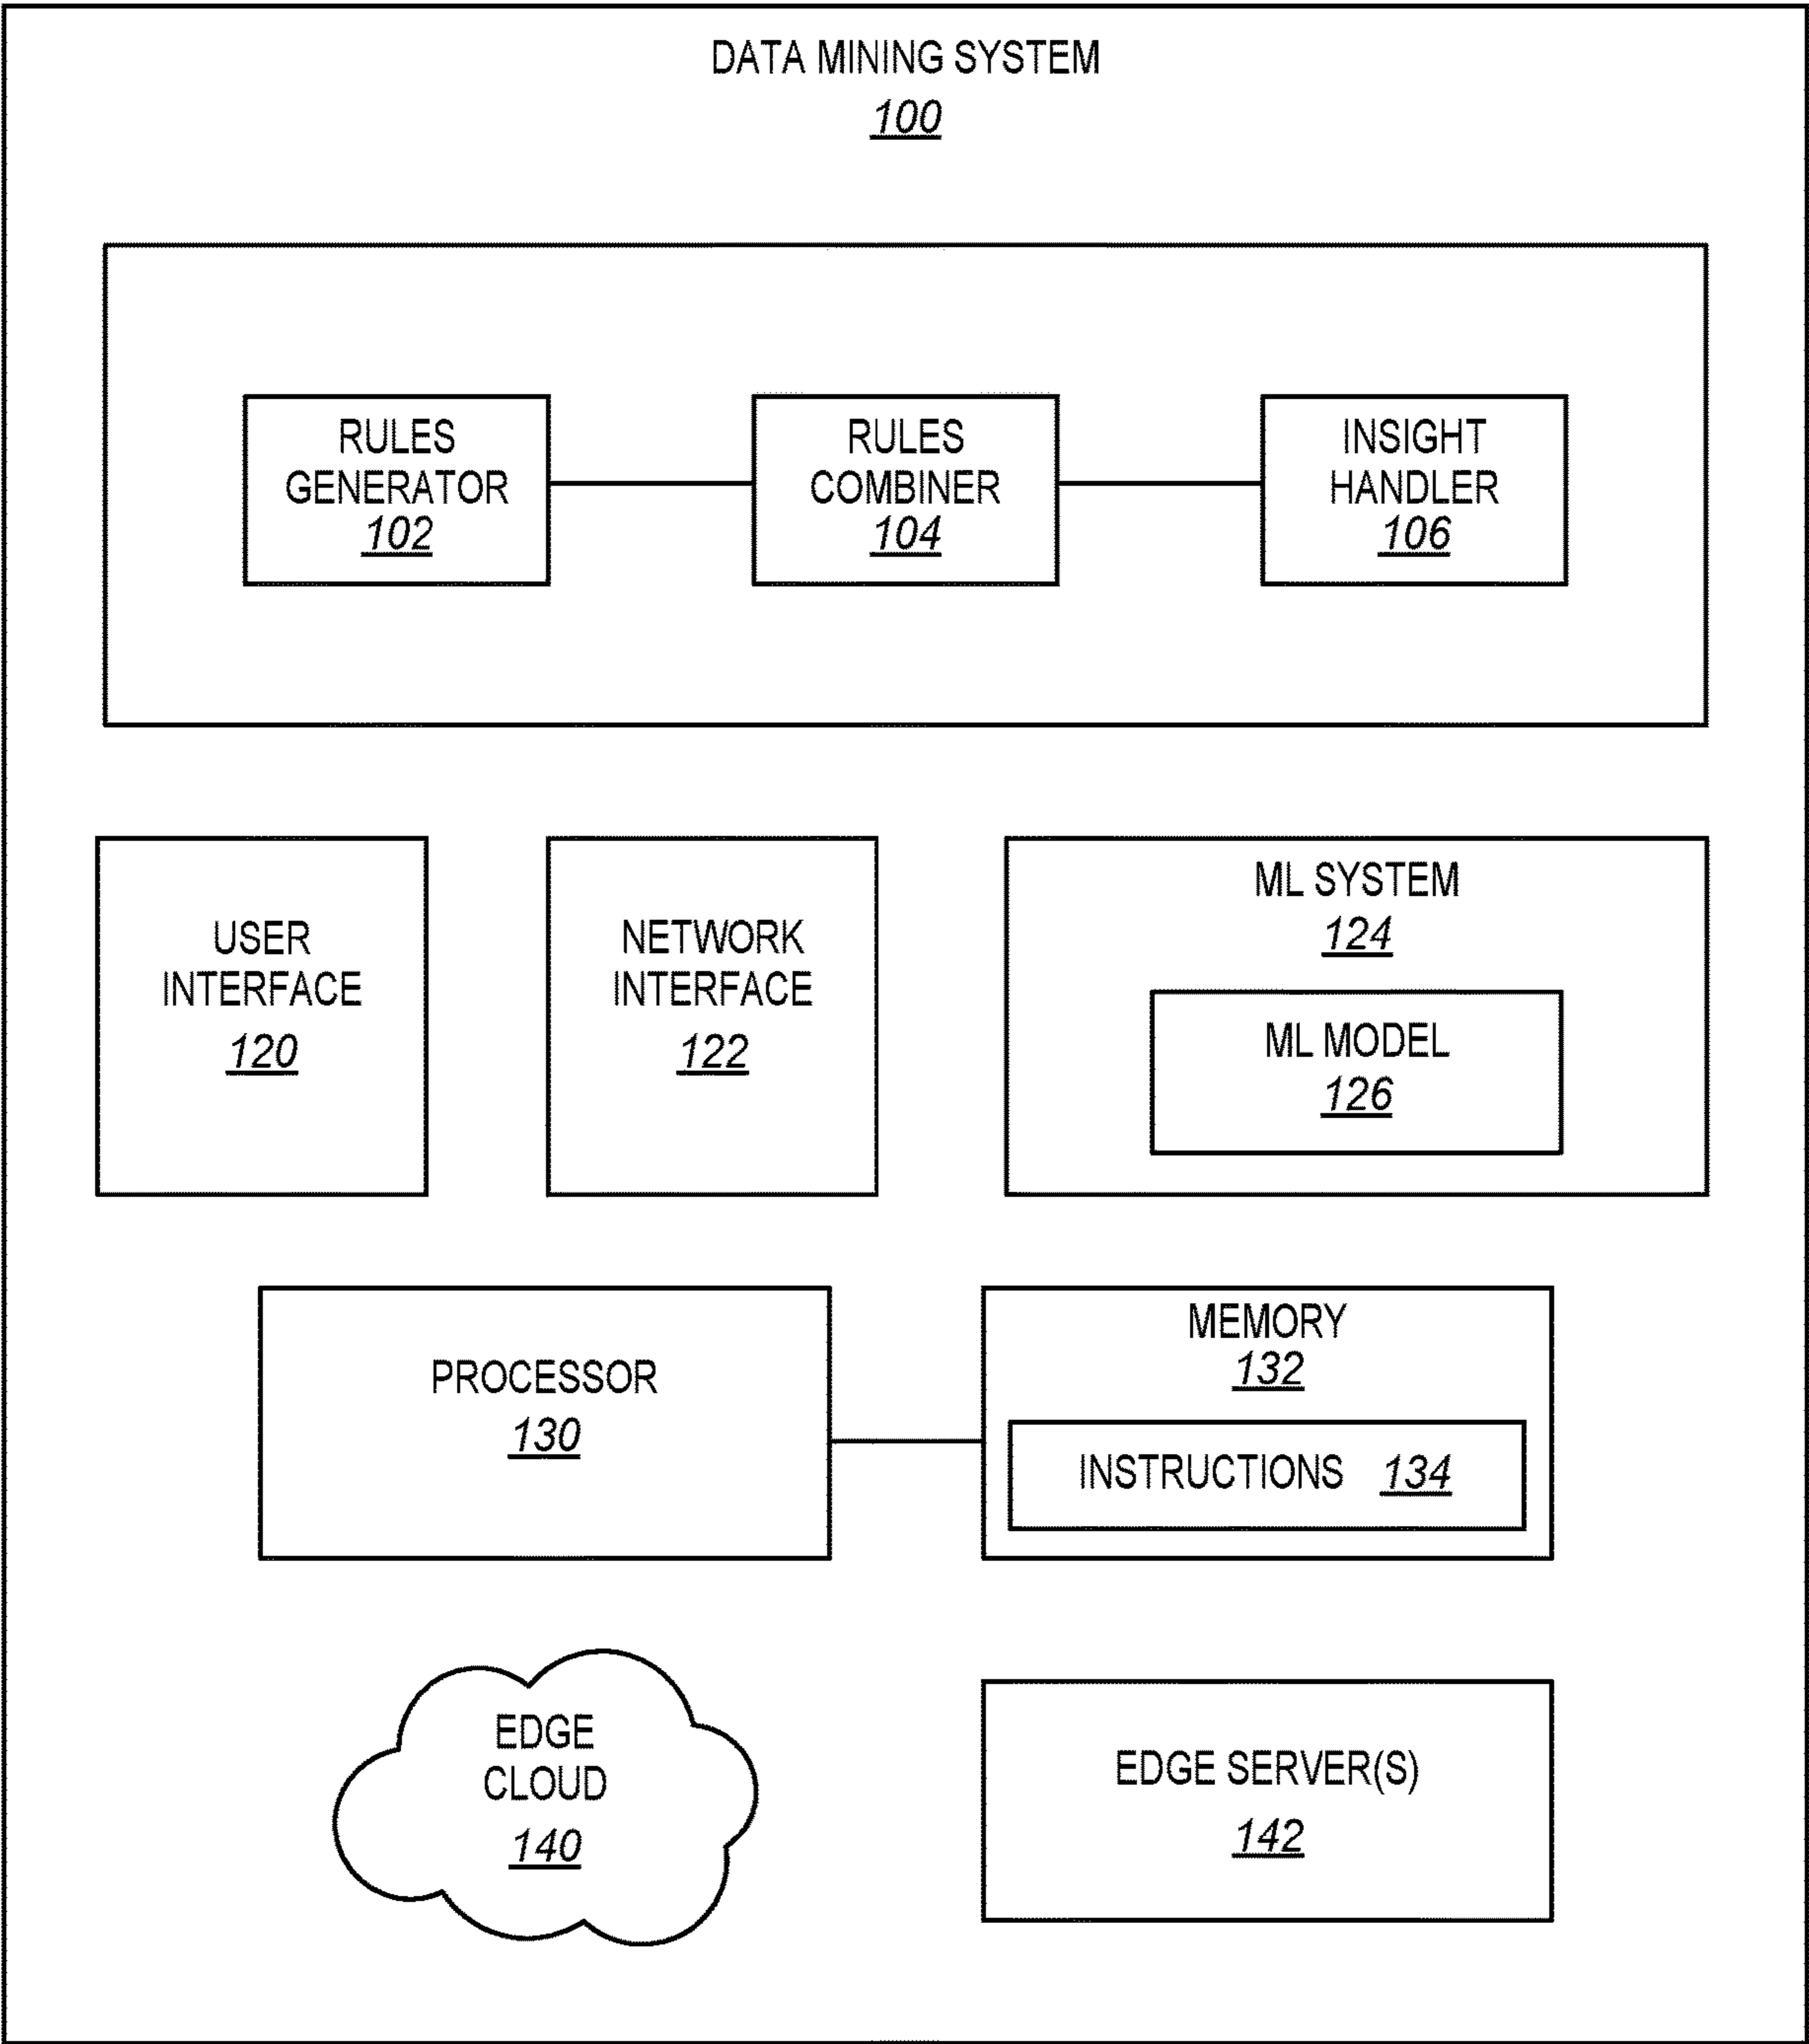 DATA MINING SYSTEM
100
RULES
GENERATOR
102
RULES
COMBINER
104
INSIGHT
HANDLER
106
USER
INTERFACE
120
NETWORK
INTERFACE
122
ML SYSTEM
124
ML MODEL
126
PROCESSOR
130
MEMORY
132
INSTRUCTIONS 134
EDGE
CLOUD
140
EDGE SERVER(S)
142